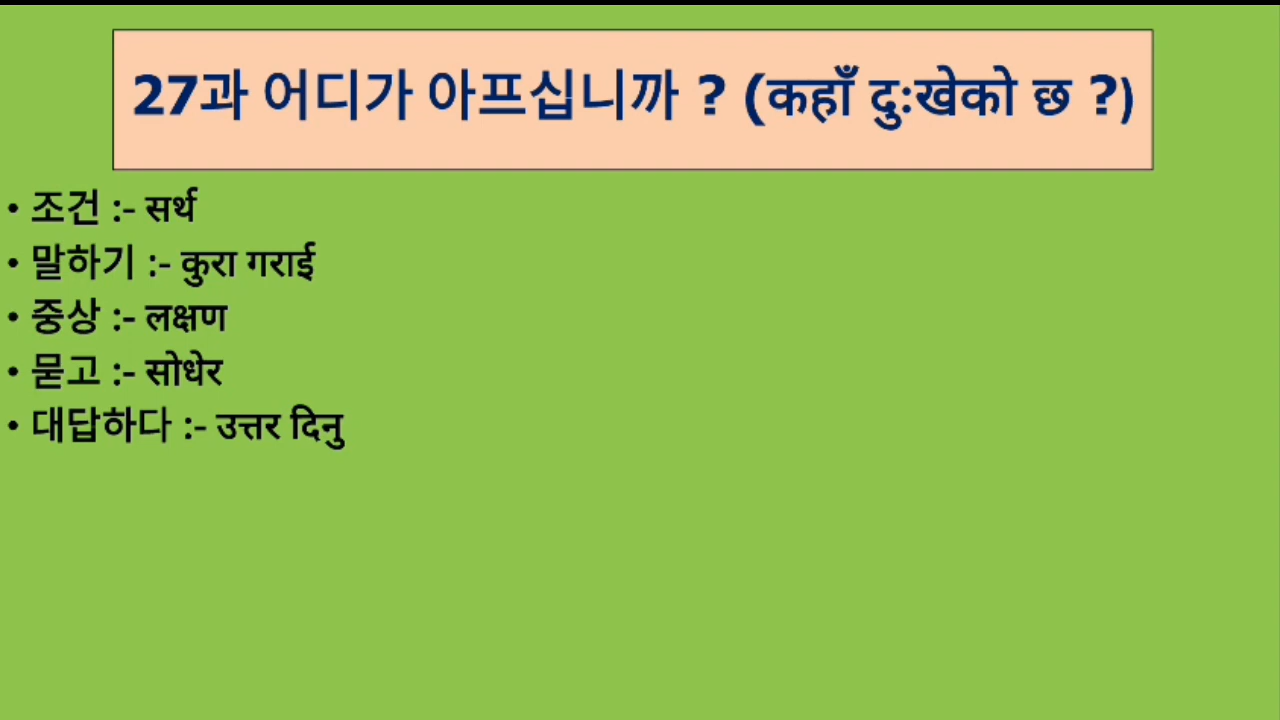 27과 어디가 아프십니까 ? (कहाँ दुःखेको छ ?)
• 조건 :- सर्थ
• 말하기 :- कुरा गराई
• 중상 :- लक्षण
• 묻고 :- सोधेर
• 대답하다 :- उत्तर दिनु